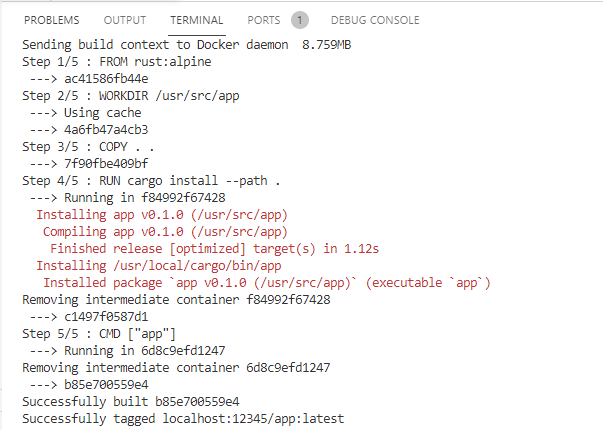 PROBLEMS OUTPUT TERMINAL PORTS 1 DEBUG CONSOLE
Sending build context to Docker daemon  8.759MB
Step 1/5 : FROM rust:alpine
 ---> ac41586fb44e
Step 2/5 : WORKDIR /usr/src/app
 ---> Using cache
 ---> 4a6fb47a4cb3
Step 3/5 : COPY . .
 ---> 7f90fbe409bf
Step 4/5 : RUN cargo install --path .
 ---> Running in f84992f67428
  Installing app v0.1.0 (/usr/src/app)
   Compiling app v0.1.0 (/usr/src/app)
    Finished release [optimized] target(s) in 1.12s
  Installing /usr/local/cargo/bin/app
   Installed package `app v0.1.0 (/usr/src/app)` (executable `app`)
Removing intermediate container f84992f67428
 ---> c1497f0587d1
Step 5/5 : CMD ["app"]
 ---> Running in 6d8c9efd1247
Removing intermediate container 6d8c9efd1247
 ---> b85e700559e4
Successfully built b85e700559e4
Successfully tagged localhost:12345/app:latest